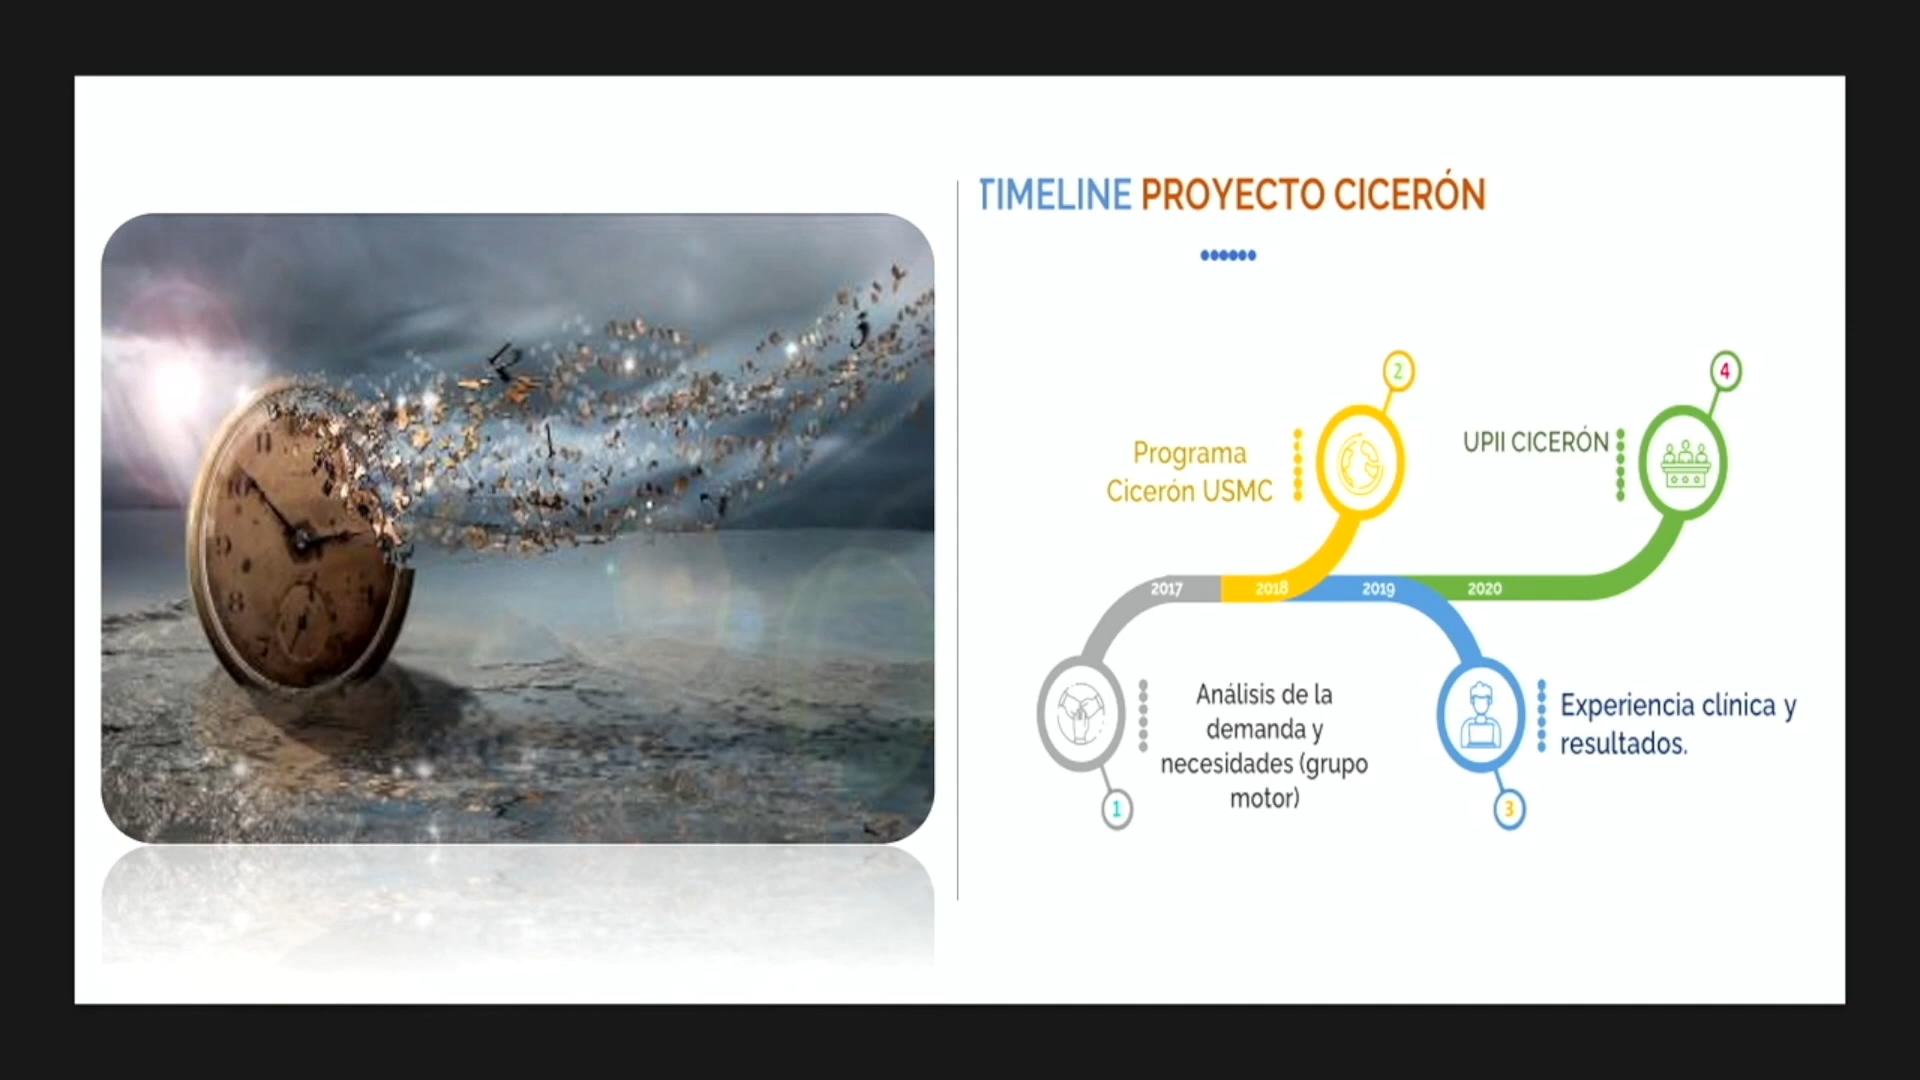 TIMELINE PROYECTO CICERÓN
2
4
Programa
Cicerón USMC
UPII CICERÓN
2017
2018
2019
2020
Análisis de la
demanda y
necesidades (grupo
motor)
Experiencia clínica y
resultados.
1
3